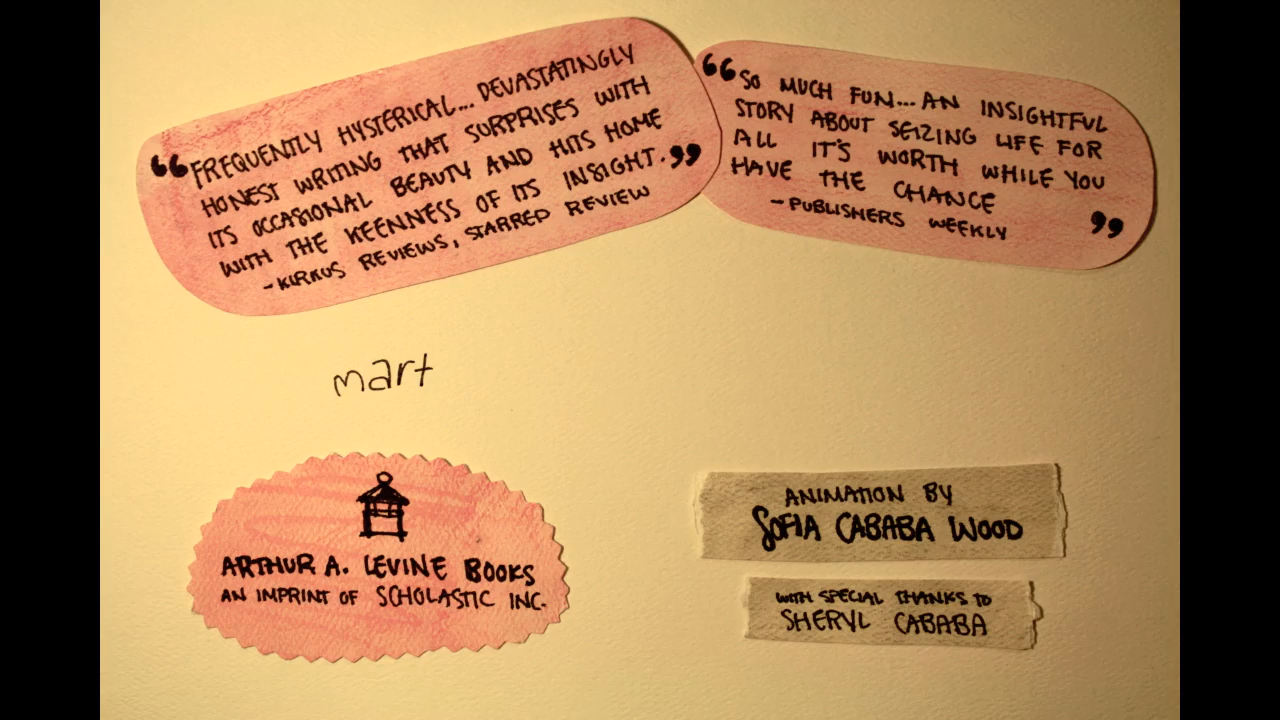 “FREQUENTLY HYSTERICAL... DEVASTATINGLY
HONEST WRITING THAT SURPRISES WITH
ITS OCCASIONAL BEAUTY AND HITS HOME
WITH THE KEENNESS OF ITS INSIGHT.”
-KIRKUS REVIEWS, STARRED REVIEW
“SO MUCH FUN... AN INSIGHTFUL
STORY ABOUT SEIZING LIFE FOR
ALL IT'S WORTH WHILE YOU
HAVE THE CHANCE
-PUBLISHERS WEEKLY ”
mart
ARTHUR A. LEVINE BOOKS
AN IMPRINT OF SCHOLASTIC INC.
ANIMATION BY
SOFIA CABABA WOOD
WITH SPECIAL THANKS TO
SHERYL CABABA